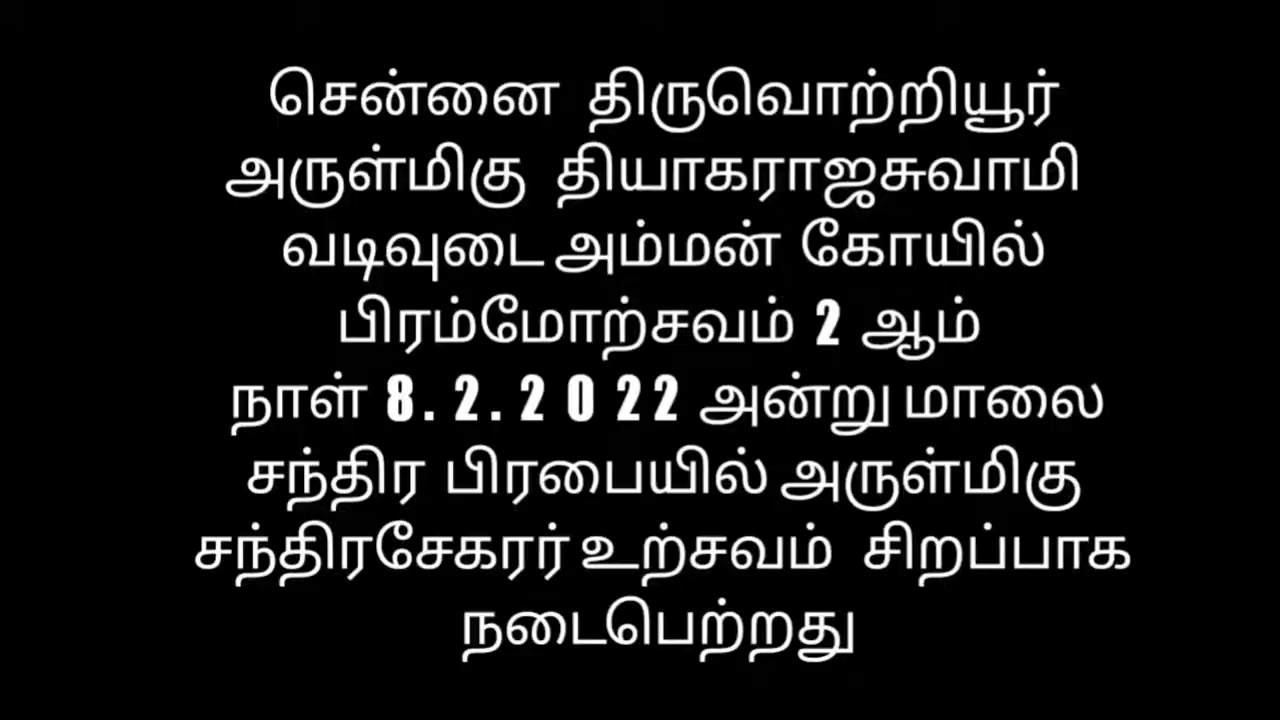 சென்னை திருவொற்றியூர்
அருள்மிகு தியாகராஜசுவாமி
வடிவுடை அம்மன் கோயில்
பிரம்மோற்சவம் 2 ஆம்
நாள் 8.2.2022 அன்று மாலை
சந்திர பிரபையில் அருள்மிகு
சந்திரசேகரர் உற்சவம் சிறப்பாக
நடைபெற்றது